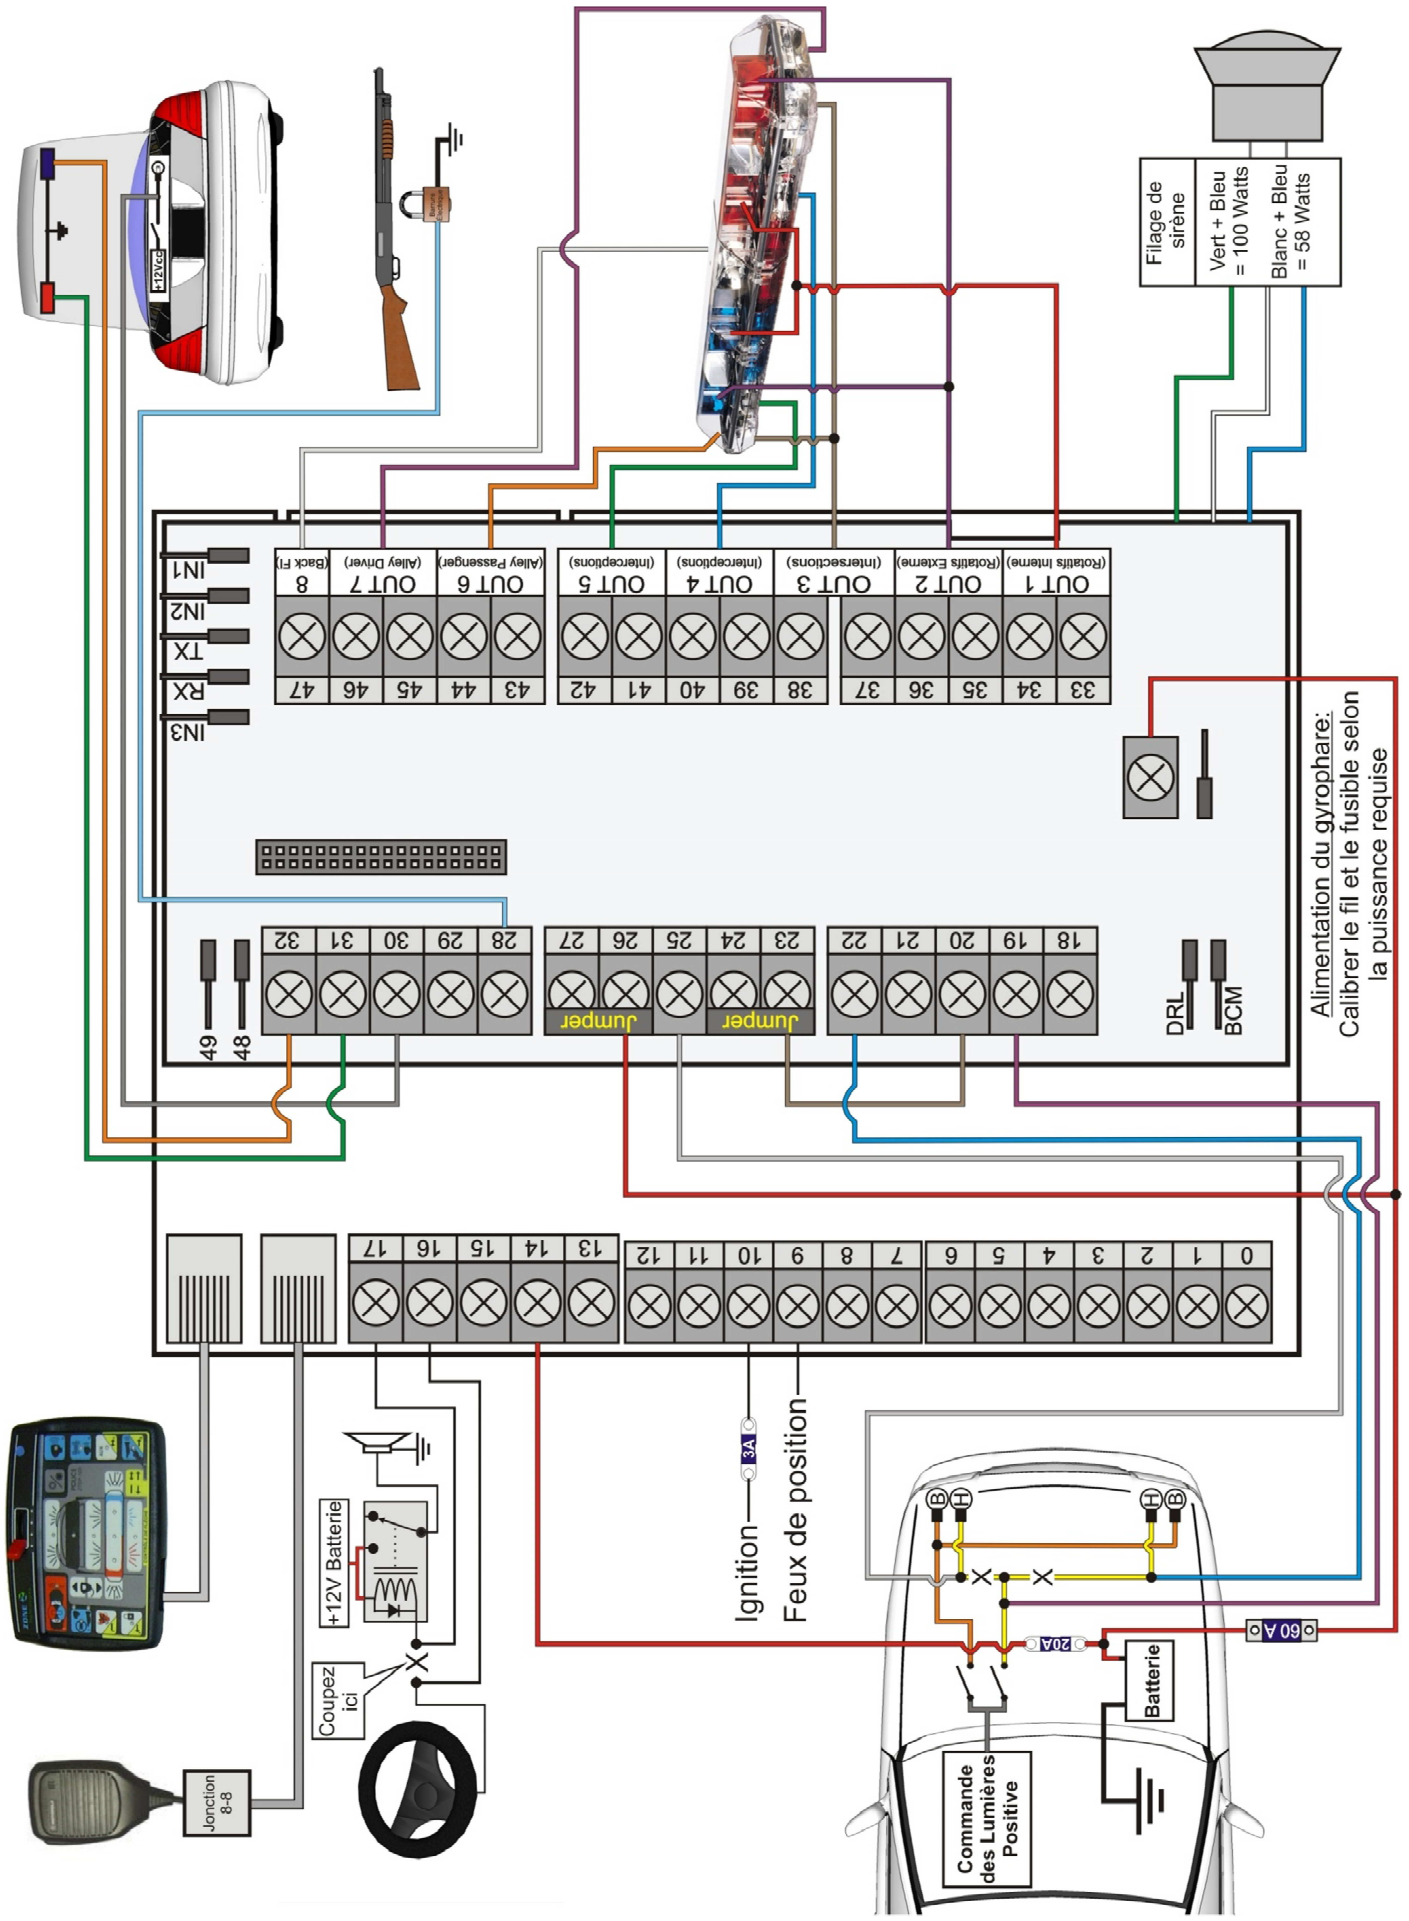 +12Vcc
Barrure
Électrique
Filage de
sirène
Vert + Bleu
= 100 Watts
Blanc + Bleu
= 58 Watts
IN1
IN2
TX
RX
IN3
8
(Back Fl)
OUT 7
(Alley Driver)
OUT 6
(Alley Passenger)
OUT 5
(Interceptions)
OUT 4
(Interceptions)
OUT 3
(Intersections)
OUT 2
(Rotatifs Externe)
OUT 1
(Rotatifs Interne)
47 46 45 44 43
42 41 40 39 38
37 36 35 34 33
Alimentation du gyrophare:
Calibrer le fil et le fusible selon
la puissance requise
32 31 30 29 28
27 26 25 24 23
22 21 20 19 18
Jumper
Jumper
49
48
DRL
BCM
17 16 15 14 13
12 11 10 9 8 7
6 5 4 3 2 1 0
3A
Ignition
Feux de position
+12V Batterie
Coupez
ici
Jonction
8-8
B
H
H
B
20A
60 A
Batterie
Commande
des Lumières
Positive